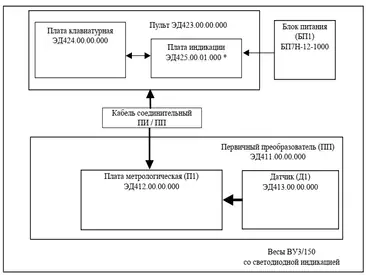 Пульт ЭД423.00.00.000
Плата клавиатурная
ЭД424.00.00.000
Плата индикации
ЭД425.00.01.000 *
Блок питания
(БП1)
БП7Н-12-1000
Кабель соединительный
ПИ / ПП
Первичный преобразователь (ПП)
ЭД411.00.00.000
Плата метрологическая (П1)
ЭД412.00.00.000
Датчик (Д1)
ЭД413.00.00.000
Весы ВУ3/150
со светодиодной индикацией